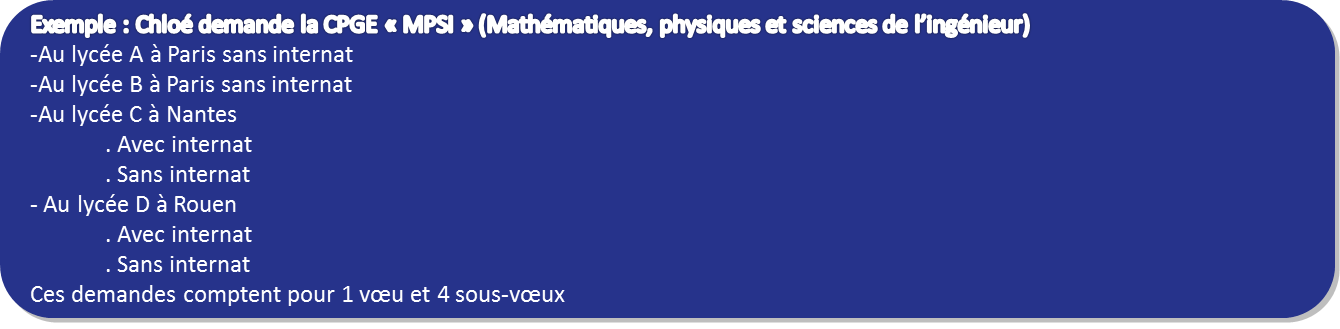 Exemple : Chloé demande la CPGE « MPSI » (Mathématiques, physiques et sciences de l’ingénieur)
-Au lycée A à Paris sans internat
-Au lycée B à Paris sans internat
-Au lycée C à Nantes
. Avec internat
. Sans internat
- Au lycée D à Rouen
. Avec internat
. Sans internat
Ces demandes comptent pour 1 vœu et 4 sous-vœux